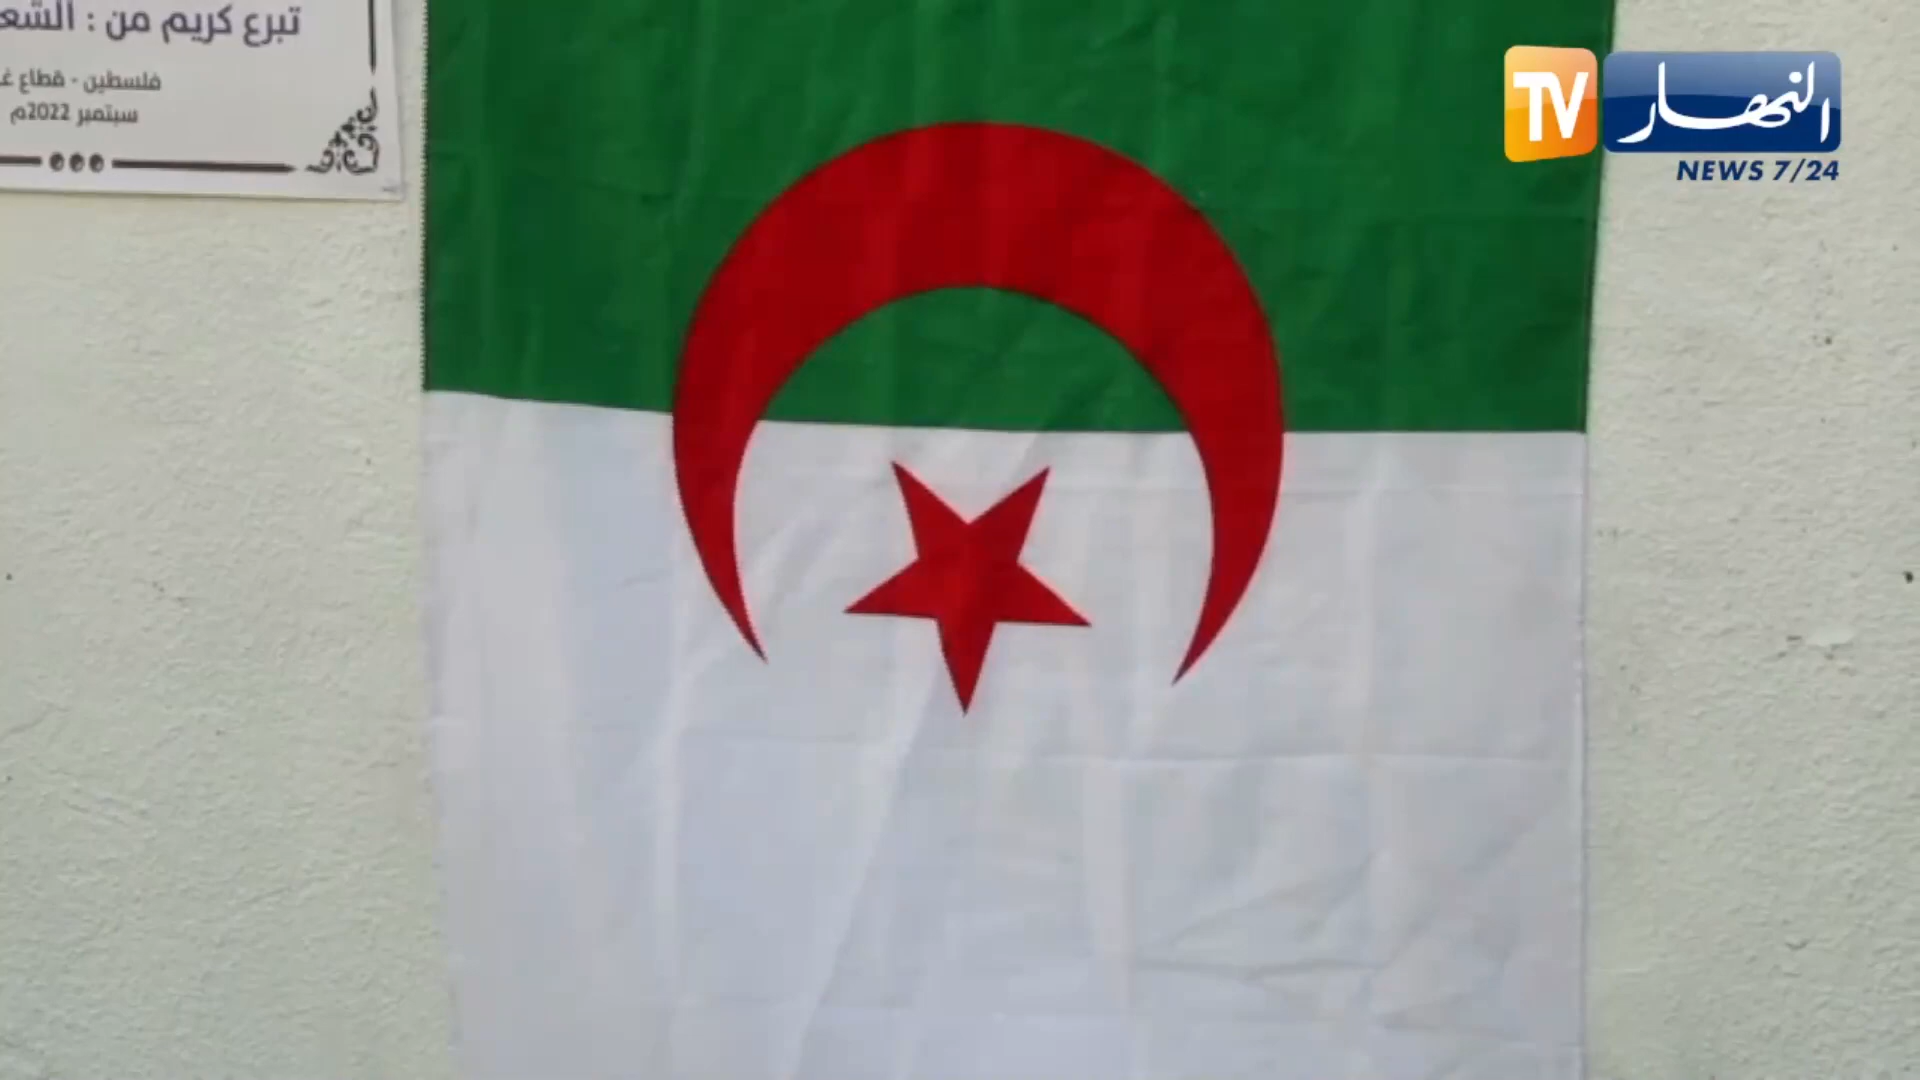 تبرع كريم من : الشع
فلسطين - قطاع غ
سبتمبر 2022م
TV النهار
NEWS 7/24